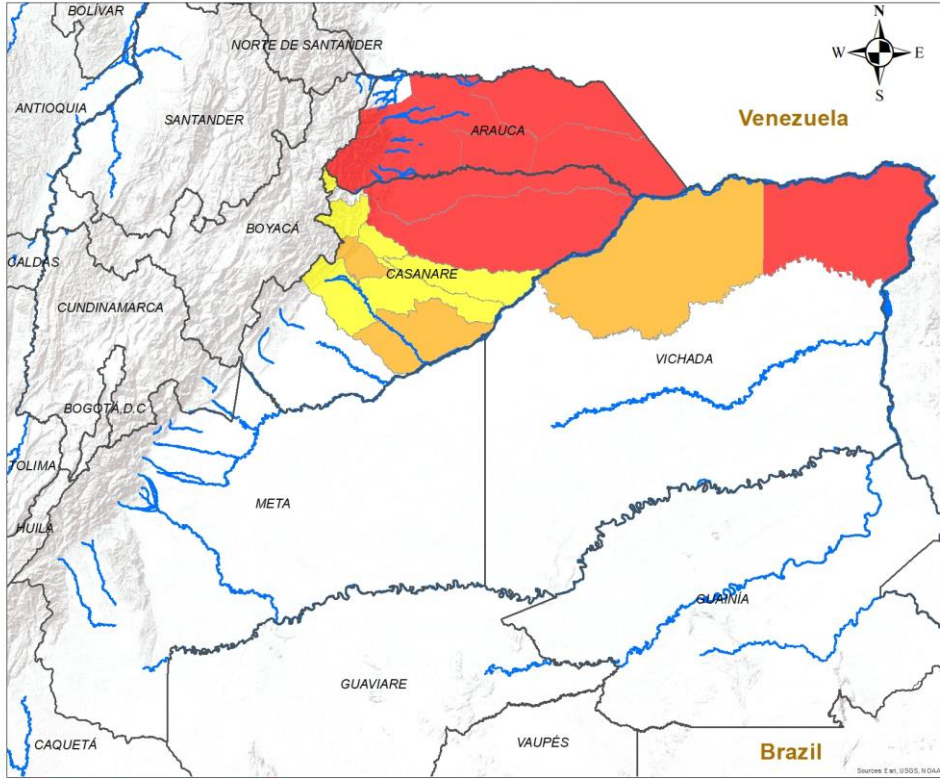 BOLÍVAR
N
NORTE DE SANTANDER
W
E
S
ANTIOQUIA
SANTANDER
Venezuela
ARAUCA
BOYACÁ
CALDAS
CASANARE
CUNDINAMARCA
VICHADA
BOGOTÁ,D.C
TOLIMA
META
HUILA
GUAINÍA
GUAVIARE
CAQUETÁ
VAUPÉS
Brazil
Sources: Esri, USGS, NOAA